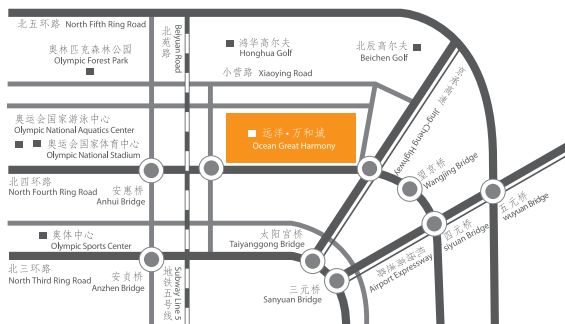 北五环路 North Fifth Ring Road
北苑路
Beiyuan Road
奥林匹克森林公园
Olympic Forest Park
鸿华高尔夫
Honghua Golf
北辰高尔夫
Beichen Golf
小营路 Xiaoying Road
京承高速
Jing-Cheng Highway
奥运会国家游泳中心
Olympic National Aquatics Center
奥运会国家体育中心
Olympic National Stadium
远洋·万和城
Ocean Great Harmony
望京桥
Wangjing Bridge
北四环路
North Fourth Ring Road
安惠桥
Anhui Bridge
五元桥
wuyuan Bridge
四元桥
siyuan Bridge
奥体中心
Olympic Sports Center
太阳宫桥
Taiyanggong Bridge
Airport Expressway
北三环路
North Third Ring Road
安贞桥
Anzhen Bridge
地铁五号线
Subway Line 5
三元桥
Sanyuan Bridge